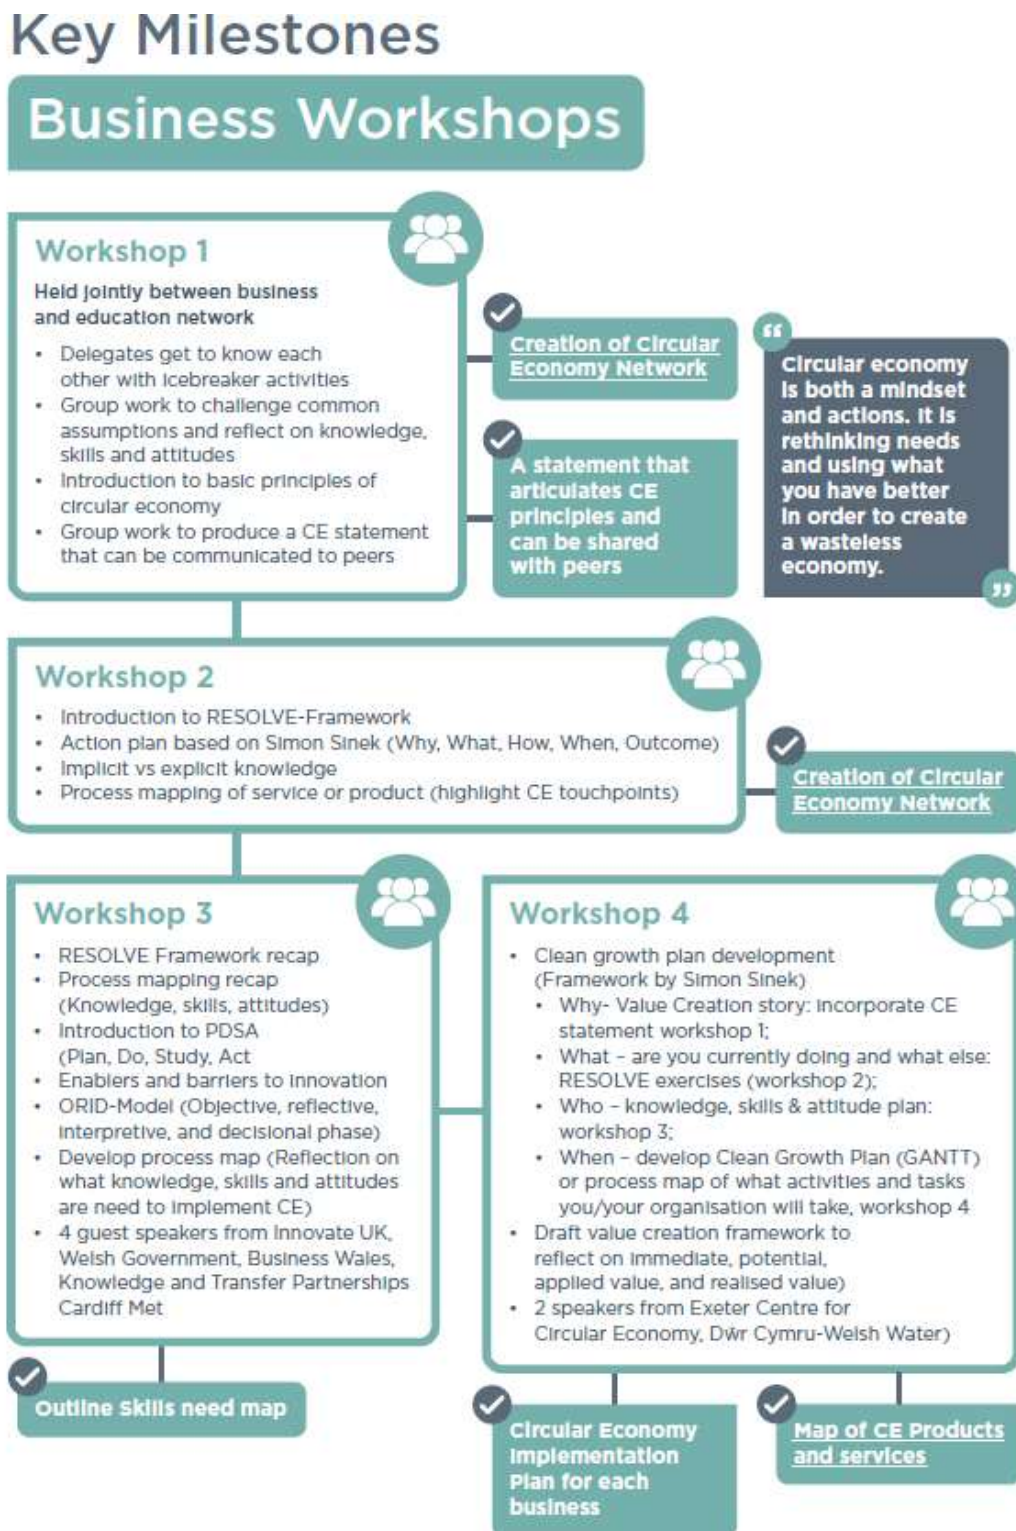 Key Milestones
Business Workshops
Workshop 1
Held jointly between business
and education network
• Delegates get to know each
other with icebreaker activities
• Group work to challenge common
assumptions and reflect on knowledge,
skills and attitudes
• Introduction to basic principles of
circular economy
• Group work to produce a CE statement
that can be communicated to peers
Creation of Circular
Economy Network
A statement that
articulates CE
principles and
can be shared
with peers
“
Circular economy
is both a mindset
and actions. It is
rethinking needs
and using what
you have better
in order to create
a wasteless
economy.
”
Workshop 2
• Introduction to RESOLVE-Framework
• Action plan based on Simon Sinek (Why, What, How, When, Outcome)
• Implicit vs explicit knowledge
• Process mapping of service or product (highlight CE touchpoints)
Creation of Circular
Economy Network
Workshop 3
• RESOLVE Framework recap
• Process mapping recap
(Knowledge, skills, attitudes)
• Introduction to PDSA
(Plan, Do, Study, Act
• Enablers and barriers to innovation
• ORID-Model (Objective, reflective,
interpretive, and decisional phase)
• Develop process map (Reflection on
what knowledge, skills and attitudes
are need to implement CE)
• 4 guest speakers from Innovate UK,
Welsh Government, Business Wales,
Knowledge and Transfer Partnerships
Cardiff Met
Outline Skills need map
Workshop 4
• Clean growth plan development
(Framework by Simon Sinek)
• Why- Value Creation story: incorporate CE
statement workshop 1;
• What – are you currently doing and what else:
RESOLVE exercises (workshop 2);
• Who – knowledge, skills & attitude plan:
workshop 3;
• When – develop Clean Growth Plan (GANTT)
or process map of what activities and tasks
you/your organisation will take, workshop 4
• Draft value creation framework to
reflect on immediate, potential,
applied value, and realised value)
• 2 speakers from Exeter Centre for
Circular Economy, Dŵr Cymru-Welsh Water)
Circular Economy
Implementation
Plan for each
business
Map of CE Products
and services